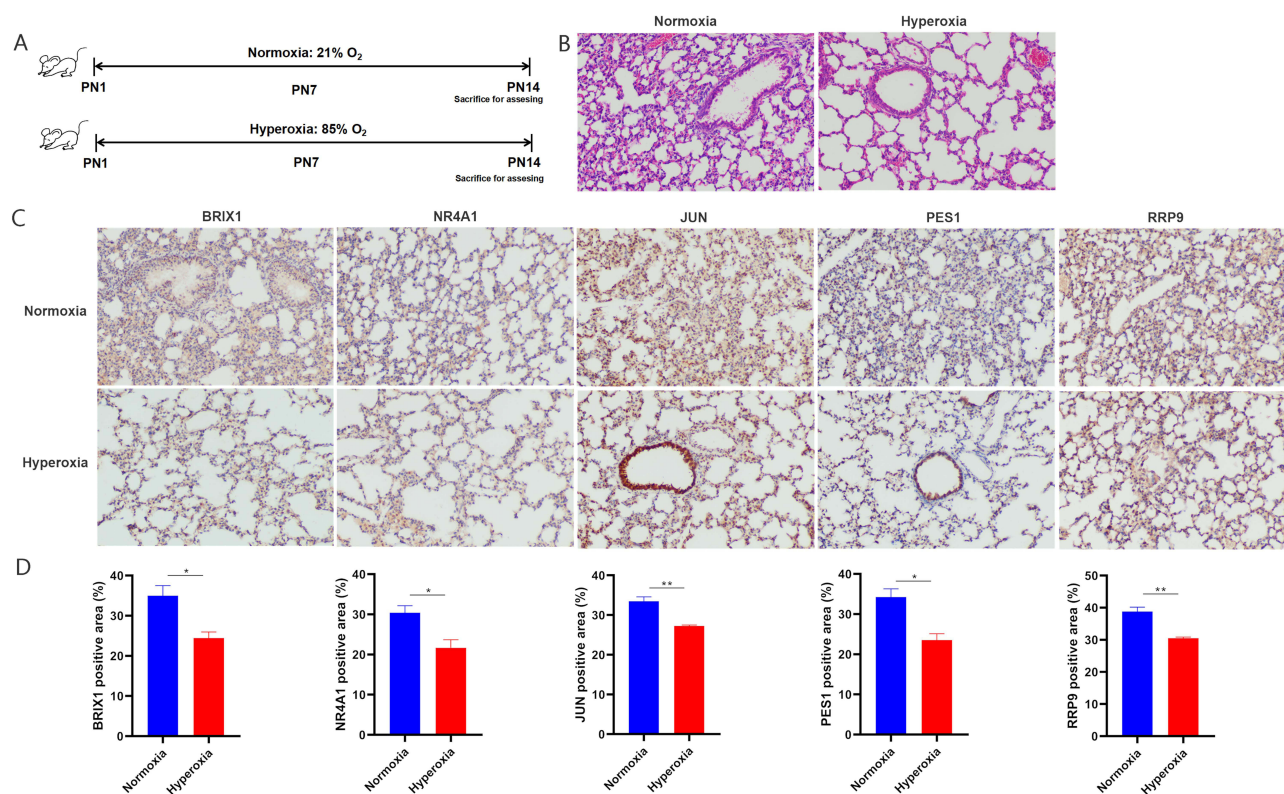 A
Normoxia: 21% O₂
PN1 PN7 PN14
Sacrifice for assesing
Hyperoxia: 85% O₂
PN1 PN7 PN14
Sacrifice for assesing
B
Normoxia Hyperoxia
C
BRIX1 NR4A1 JUN PES1 RRP9
Normoxia
Hyperoxia
D
BRIX1 positive area (%)
40
30
20
10
0
*
Normoxia
Hyperoxia
NR4A1 positive area (%)
40
30
20
10
0
*
Normoxia
Hyperoxia
JUN positive area (%)
40
30
20
10
0
**
Normoxia
Hyperoxia
PES1 positive area (%)
40
30
20
10
0
*
Normoxia
Hyperoxia
RRP9 positive area (%)
50
40
30
20
10
0
**
Normoxia
Hyperoxia